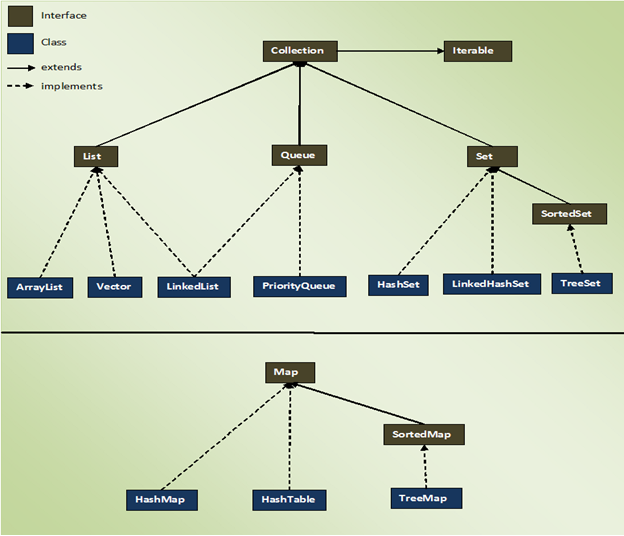 Interface
Class
extends
implements
Collection
Iterable
List
Queue
Set
SortedSet
ArrayList
Vector
LinkedList
PriorityQueue
HashSet
LinkedHashSet
TreeSet
Map
SortedMap
HashMap
HashTable
TreeMap